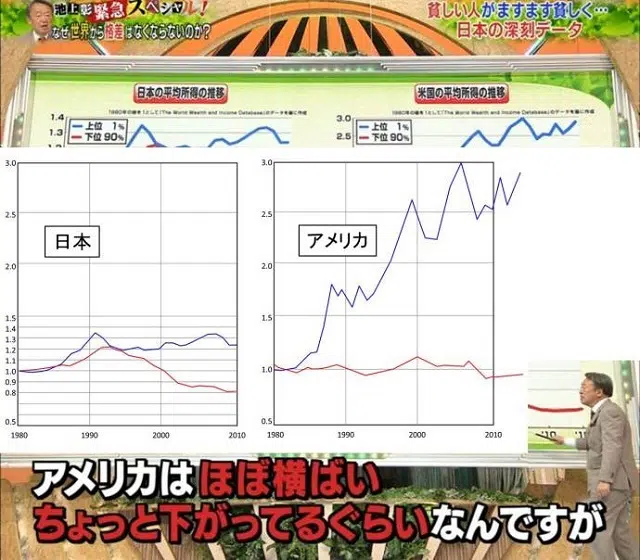 池上彰緊急スペシャル!
なぜ世界から格差はなくならないのか?
貧しい人がますます貧しく…
日本の深刻データ
日本の平均所得の推移
1980年の値を1とし「The World Wealth and Income Database」のデータを基に作成
1.4
1.3
上位 1%
下位 90%
米国の平均所得の推移
1980年の値を1とし「The World Wealth and Income Database」のデータを基に作成
3.0
2.5
上位 1%
下位 90%
3.0
2.5
2.0
1.5
1.4
1.3
1.2
1.1
1.0
0.9
0.8
0.5
日本
1980
1990
2000
2010
3.0
2.5
2.0
1.5
1.0
0.5
アメリカ
1980
1990
2000
2010
'10
アメリカは ほぼ横ばい
ちょっと下がってるぐらいなんですが